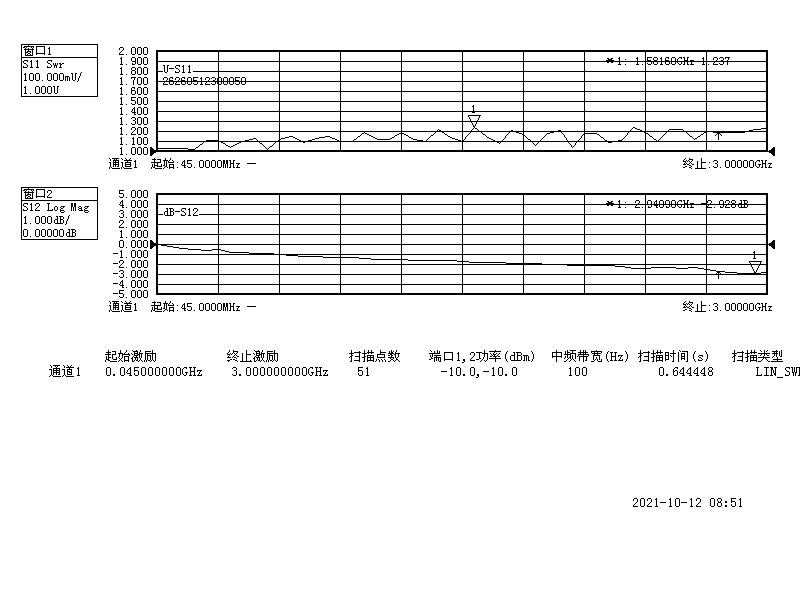 窗口1
S11 Swr
100.000mU/
1.000U
2.000
1.900
1.800
1.700
1.600
1.500
1.400
1.300
1.200
1.100
1.000
U-S11
26260512300050
1: 1.58160GHz 1.237
1
通道1 起始:45.0000MHz —
终止:3.00000GHz
窗口2
S12 Log Mag
1.000dB/
0.00000dB
5.000
4.000
3.000
2.000
1.000
0.000
-1.000
-2.000
-3.000
-4.000
-5.000
dB-S12
1: 2.94090GHz -2.928dB
1
通道1 起始:45.0000MHz —
终止:3.00000GHz
起始激励 终止激励 扫描点数 端口1,2功率(dBm) 中频带宽(Hz) 扫描时间(s) 扫描类型
通道1 0.045000000GHz 3.000000000GHz 51 -10.0,-10.0 100 0.644448 LIN_SW
2021-10-12 08:51